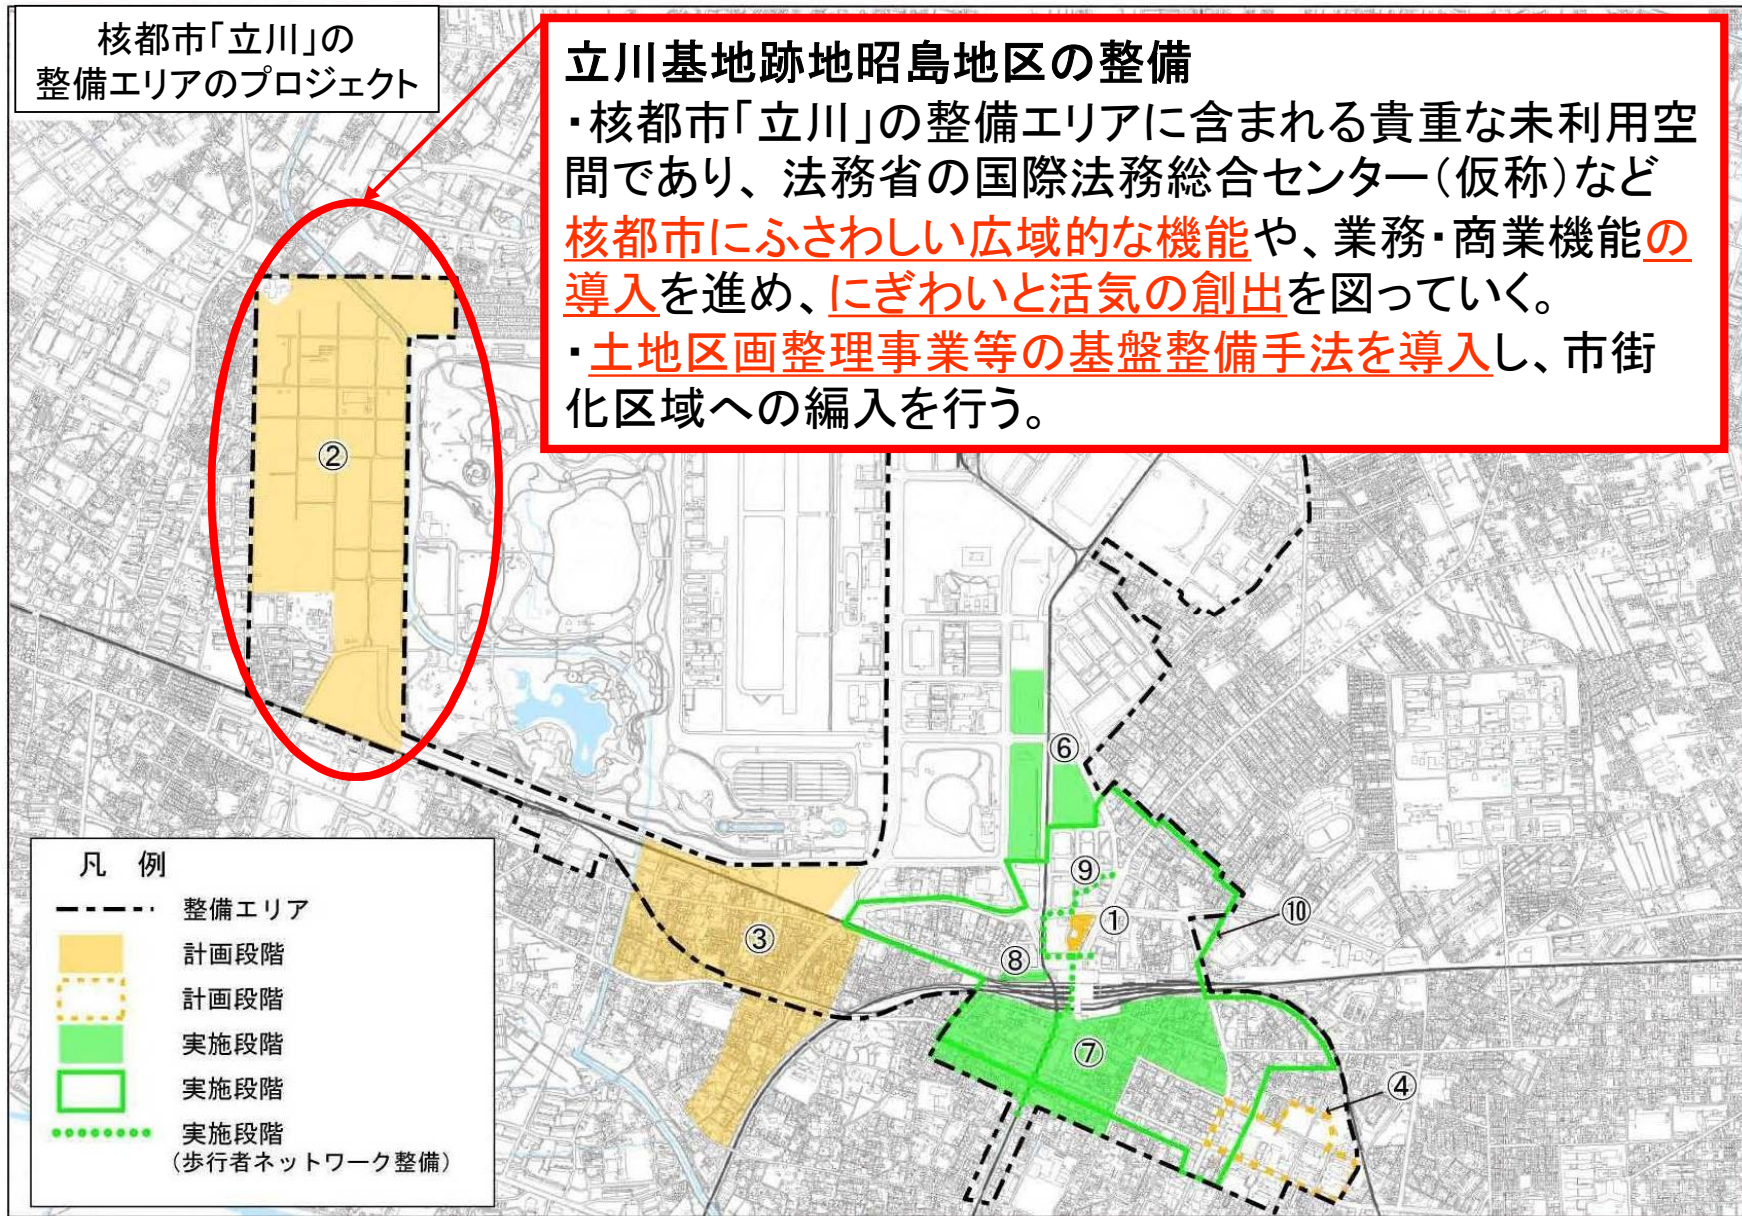 核都市「立川」の
整備エリアのプロジェクト
立川基地跡地昭島地区の整備
・核都市「立川」の整備エリアに含まれる貴重な未利用空
間であり、法務省の国際法務総合センター(仮称)など
核都市にふさわしい広域的な機能や、業務・商業機能の
導入を進め、にぎわいと活気の創出を図っていく。
・土地区画整理事業等の基盤整備手法を導入し、市街
化区域への編入を行う。
②
⑥
⑨
①
⑩
③
⑧
⑦
④
凡 例
整備エリア
計画段階
計画段階
実施段階
実施段階
実施段階
(歩行者ネットワーク整備)